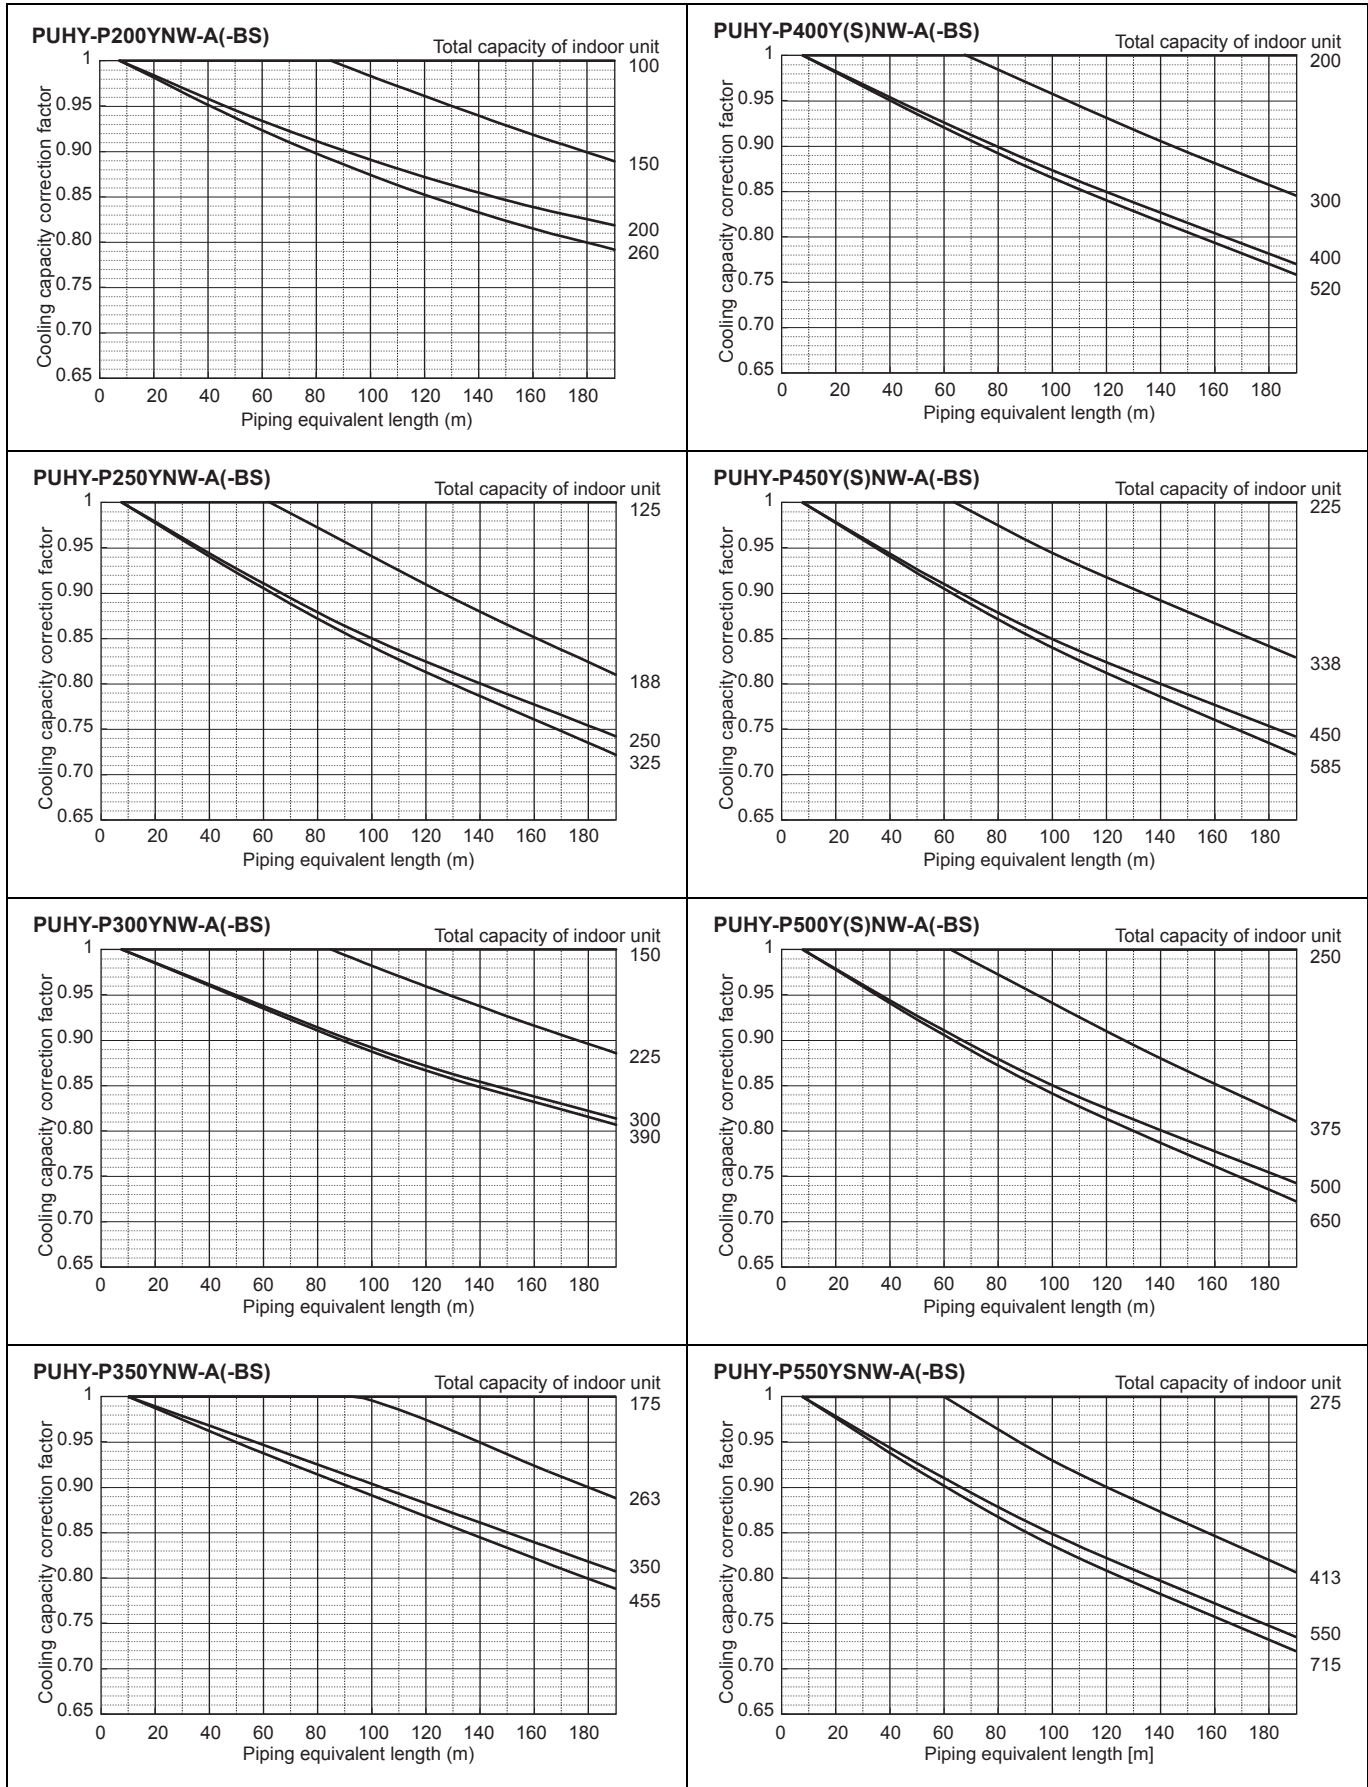 PUHY-P200YNW-A(-BS)
Total capacity of indoor unit
Cooling capacity correction factor
1
0.95
0.90
0.85
0.80
0.75
0.70
0.65
100
150
200
260
0 20 40 60 80 100 120 140 160 180
Piping equivalent length (m)
PUHY-P400Y(S)NW-A(-BS)
Total capacity of indoor unit
Cooling capacity correction factor
1
0.95
0.90
0.85
0.80
0.75
0.70
0.65
200
300
400
520
0 20 40 60 80 100 120 140 160 180
Piping equivalent length (m)
PUHY-P250YNW-A(-BS)
Total capacity of indoor unit
Cooling capacity correction factor
1
0.95
0.90
0.85
0.80
0.75
0.70
0.65
125
188
250
325
0 20 40 60 80 100 120 140 160 180
Piping equivalent length (m)
PUHY-P450Y(S)NW-A(-BS)
Total capacity of indoor unit
Cooling capacity correction factor
1
0.95
0.90
0.85
0.80
0.75
0.70
0.65
225
338
450
585
0 20 40 60 80 100 120 140 160 180
Piping equivalent length (m)
PUHY-P300YNW-A(-BS)
Total capacity of indoor unit
Cooling capacity correction factor
1
0.95
0.90
0.85
0.80
0.75
0.70
0.65
150
225
300
390
0 20 40 60 80 100 120 140 160 180
Piping equivalent length (m)
PUHY-P500Y(S)NW-A(-BS)
Total capacity of indoor unit
Cooling capacity correction factor
1
0.95
0.90
0.85
0.80
0.75
0.70
0.65
250
375
500
650
0 20 40 60 80 100 120 140 160 180
Piping equivalent length (m)
PUHY-P350YNW-A(-BS)
Total capacity of indoor unit
Cooling capacity correction factor
1
0.95
0.90
0.85
0.80
0.75
0.70
0.65
175
263
350
455
0 20 40 60 80 100 120 140 160 180
Piping equivalent length (m)
PUHY-P550YSNW-A(-BS)
Total capacity of indoor unit
Cooling capacity correction factor
1
0.95
0.90
0.85
0.80
0.75
0.70
0.65
275
413
550
715
0 20 40 60 80 100 120 140 160 180
Piping equivalent length [m]